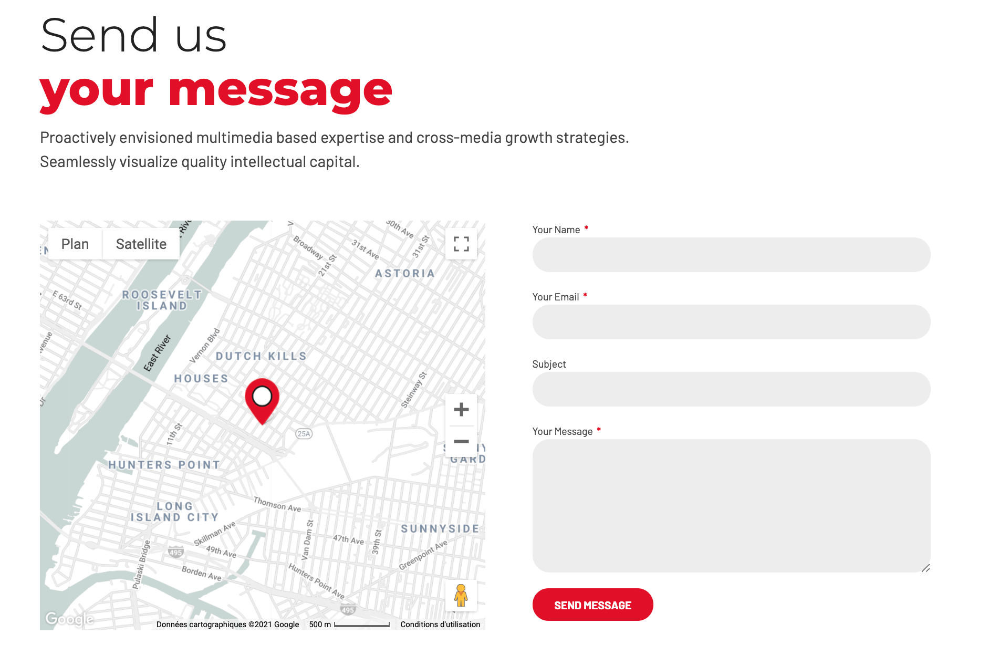 Send us
your message
Proactively envisioned multimedia based expertise and cross-media growth strategies.
Seamlessly visualize quality intellectual capital.
Plan
Satellite
30th Ave
Broadway
31st Ave
31st St
21st St
ASTORIA
ROOSEVELT
ISLAND
E 63rd St
East River
Vernon Blvd
DUTCH KILLS
HOUSES
Steinway St
11th St
25A
GARD
HUNTERS POINT
Thomson Ave
LONG
ISLAND CITY
Skillman Ave
SUNNYSIDE
Van Dam St
47th Ave
39th St
495
49th Ave
Greenpoint Ave
Pulaski Bridge
Borden Ave
Hunters Point Ave
495
Google
Données cartographiques ©2021 Google
500 m
Conditions d'utilisation
Your Name *
Your Email *
Subject
Your Message *
SEND MESSAGE